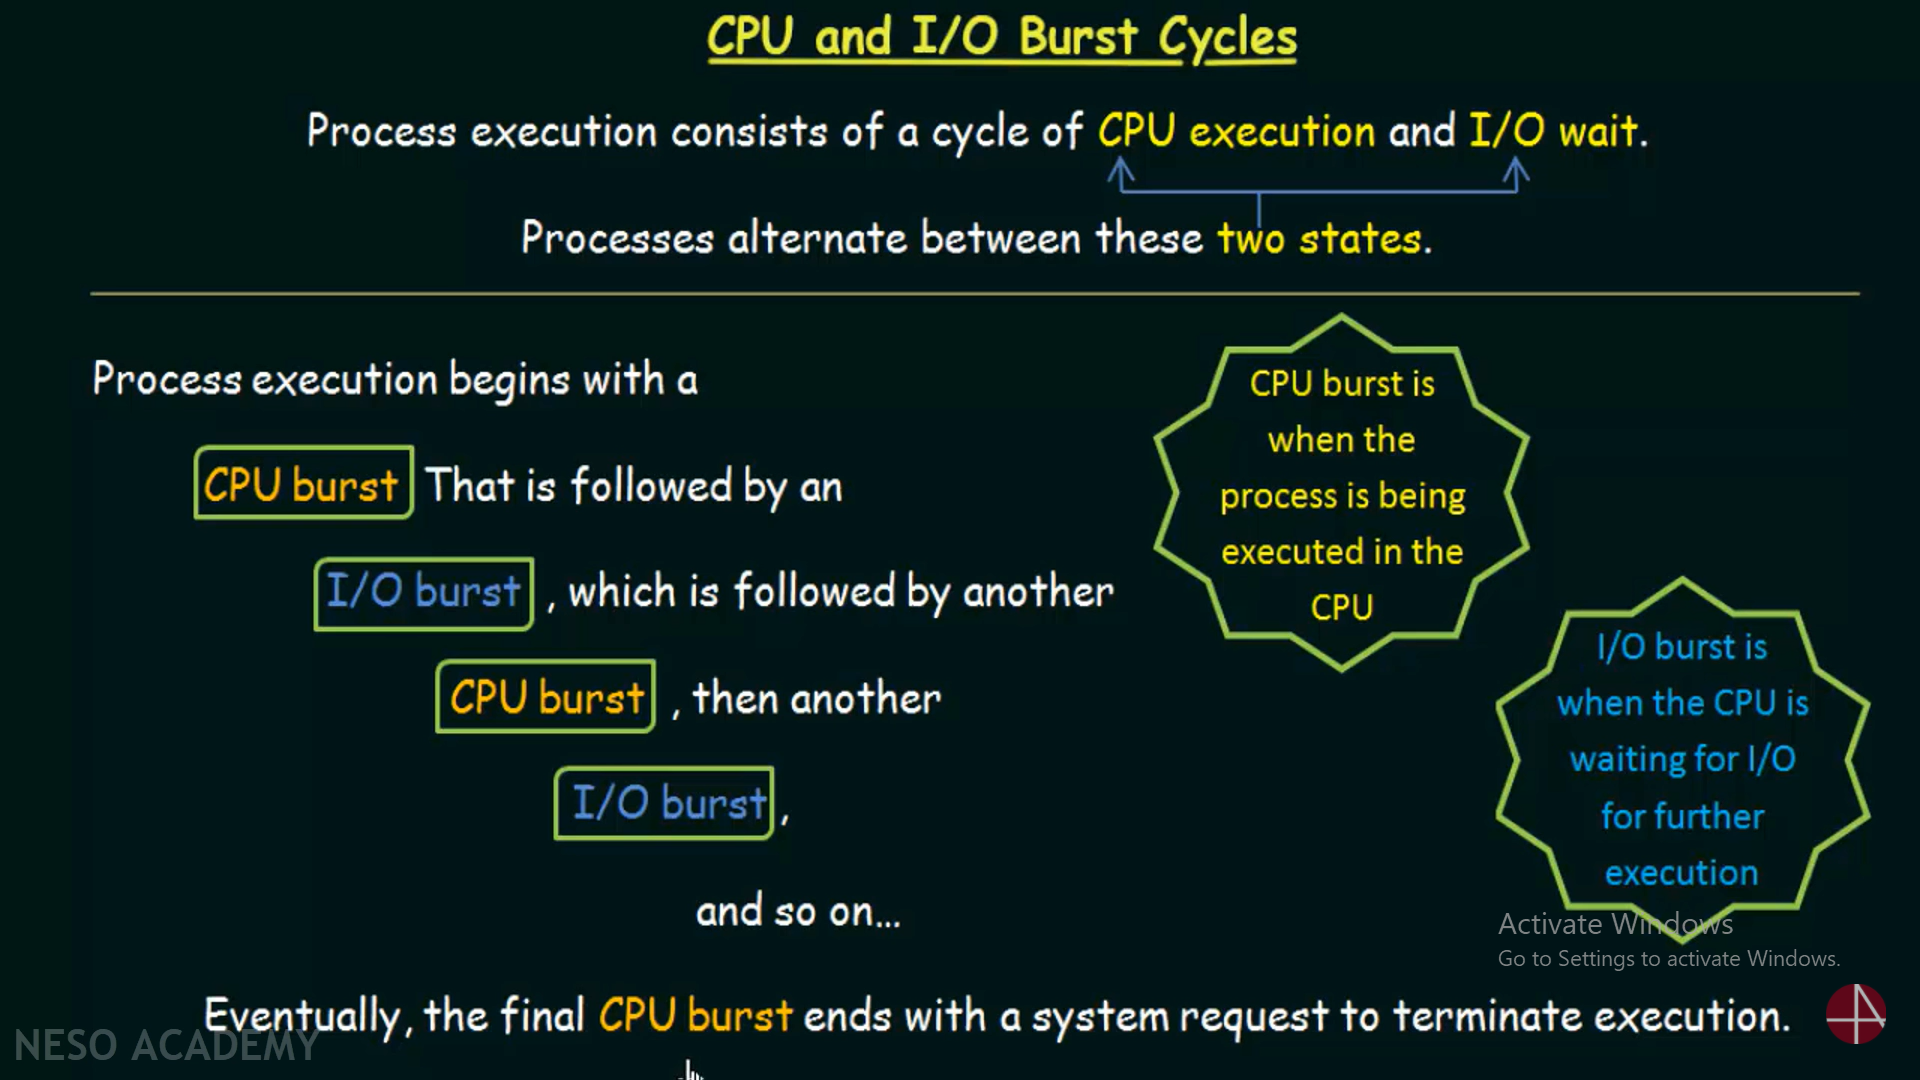 CPU and I/O Burst Cycles
Process execution consists of a cycle of CPU execution and I/O wait.
Processes alternate between these two states.
Process execution begins with a
CPU burst That is followed by an
I/O burst , which is followed by another
CPU burst , then another
I/O burst ,
and so on...
CPU burst is
when the
process is being
executed in the
CPU
I/O burst is
when the CPU is
waiting for I/O
for further
execution
Activate Windows
Go to Settings to activate Windows.
Eventually, the final CPU burst ends with a system request to terminate execution.
NESO ACADEMY